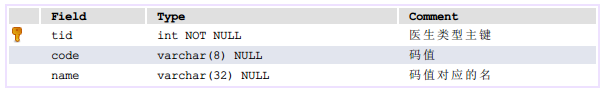 Field Type Comment
tid int NOT NULL 医生类型主键
code varchar(8) NULL 码值
name varchar(32) NULL 码值对应的名